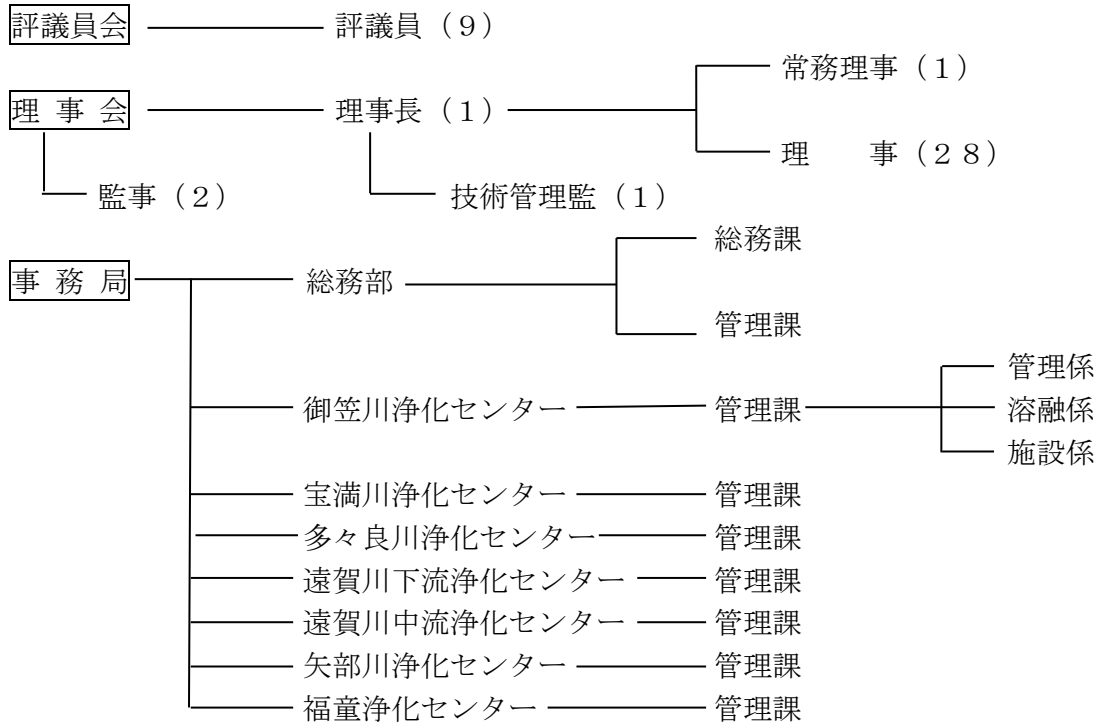 評議員会 評議員(9)
常務理事(1)
理 事 会 理事長(1)
理 事(28)
監事(2) 技術管理監(1)
総務課
事 務 局 総務部
管理課
管理係
御笠川浄化センター 管理課 溶融係
施設係
宝満川浄化センター 管理課
多々良川浄化センター 管理課
遠賀川下流浄化センター 管理課
遠賀川中流浄化センター 管理課
矢部川浄化センター 管理課
福童浄化センター 管理課